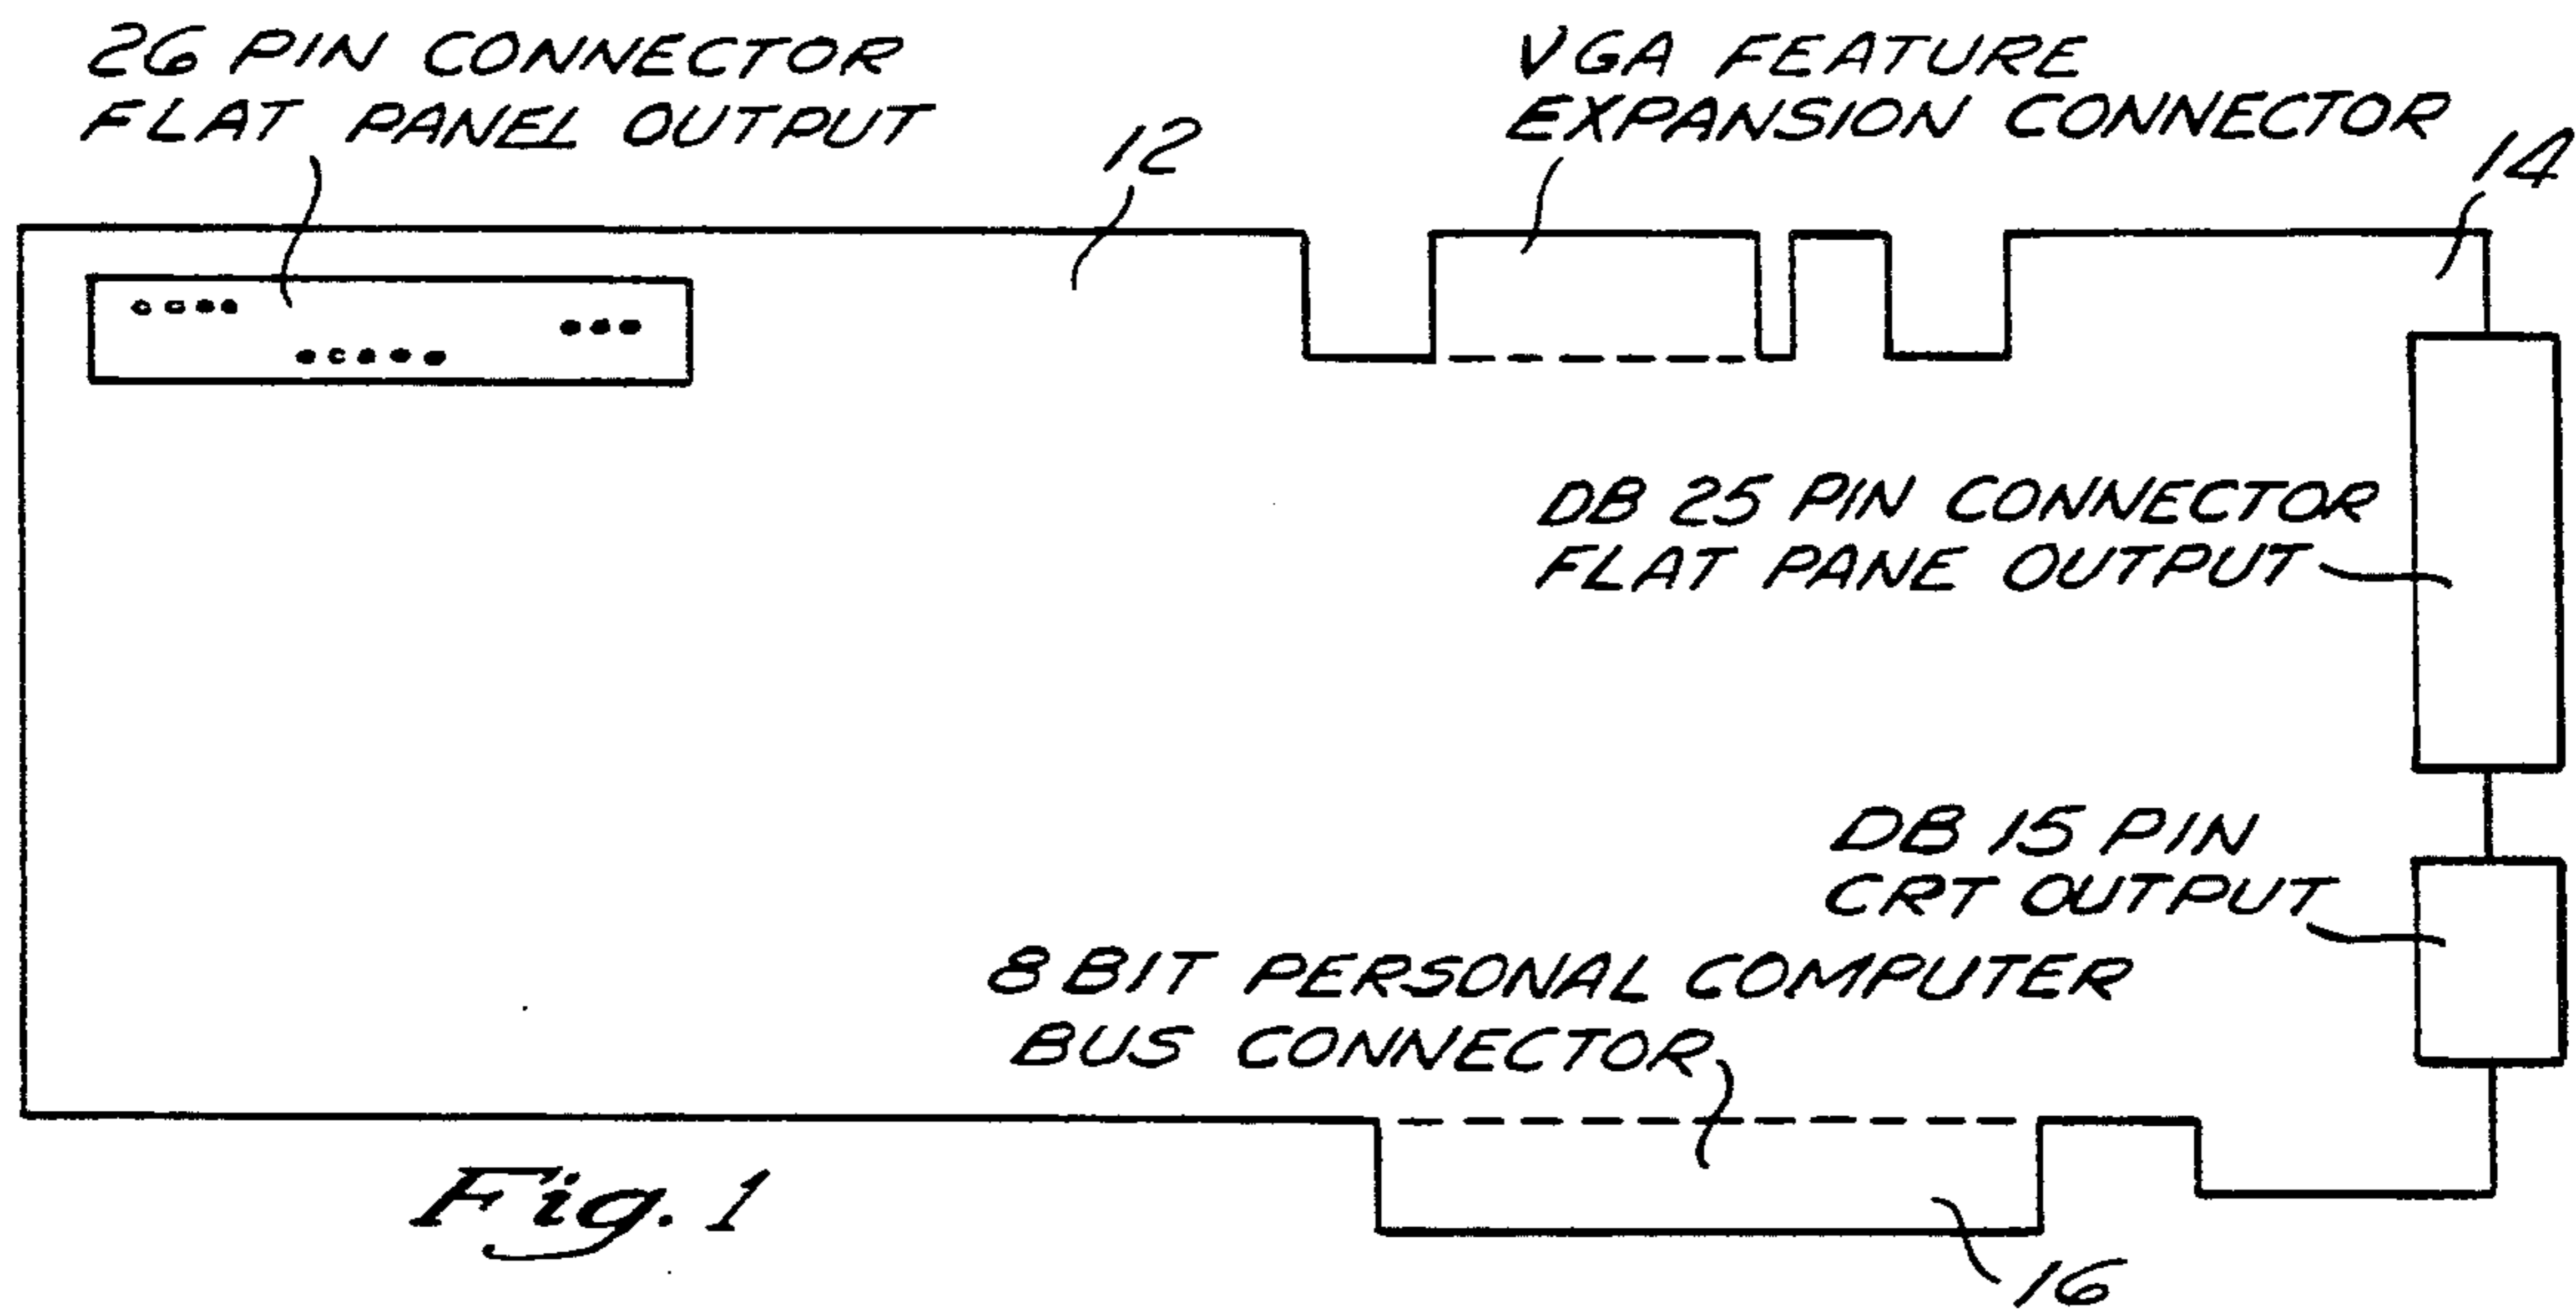 26 PIN CONNECTOR
FLAT PANEL OUTPUT
12
VGA FEATURE
EXPANSION CONNECTOR
14
DB 25 PIN CONNECTOR
FLAT PANE OUTPUT
DB 15 PIN
CRT OUTPUT
8 BIT PERSONAL COMPUTER
BUS CONNECTOR
16
Fig. 1